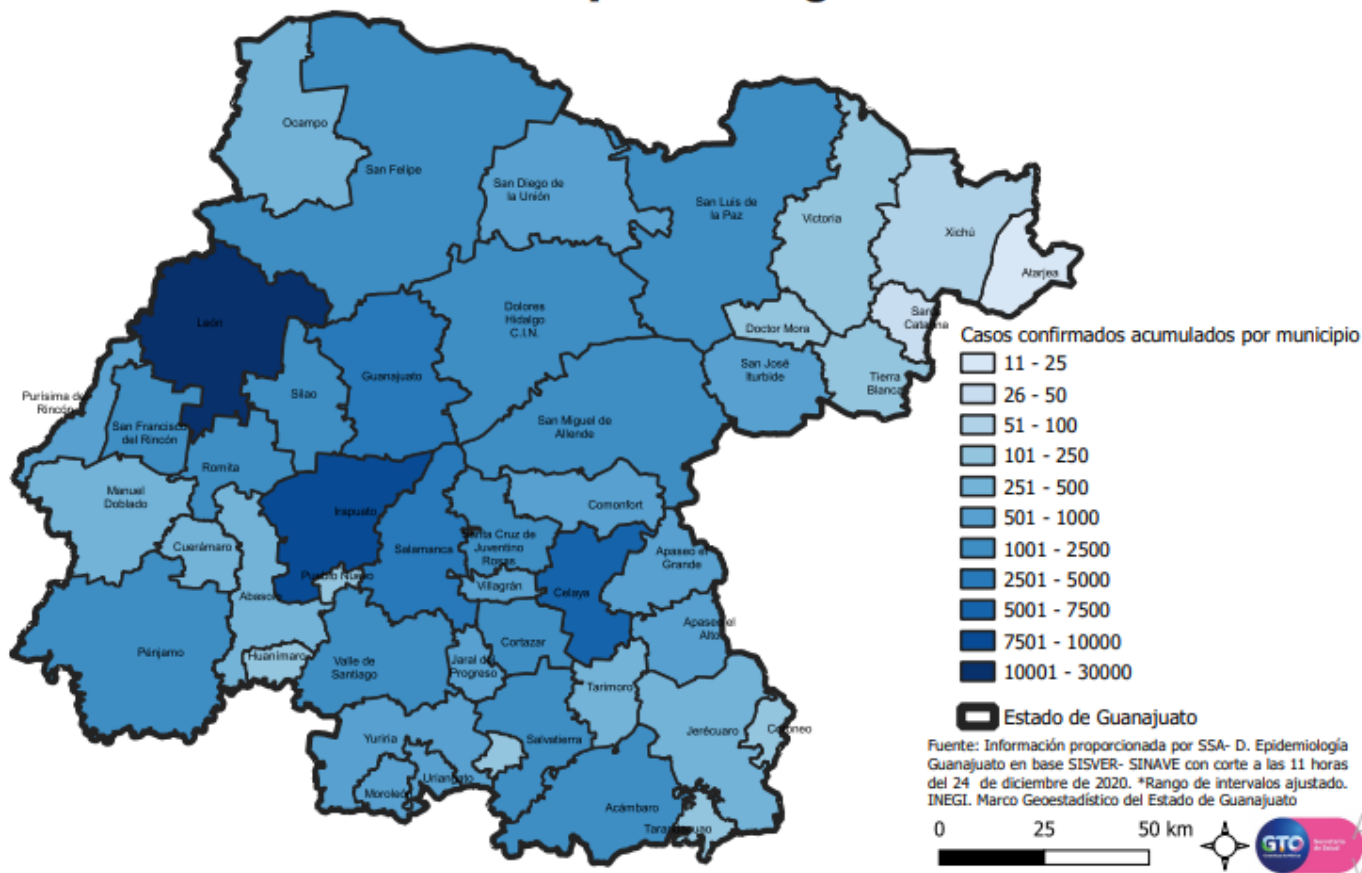 Ocampo
San Felipe
San Diego de
la Unión
San Luis de
la Paz
Victoria
Xichú
Atarjea
León
Dolores
Hidalgo
C.I.N.
Doctor Mora
Santa
Catarina
Guanajuato
Silao
San José
Iturbide
Tierra
Blanca
Purísima del
Rincón
San Francisco
del Rincón
San Miguel de
Allende
Romita
Manuel
Doblado
Irapuato
Comonfort
Cuerámaro
Salamanca
Santa Cruz de
Juventino
Rosas
Apaseo el
Grande
Pueblo Nuevo
Villagrán
Celaya
Abasolo
Apaseo el
Alto
Cortazar
Pénjamo
Huanímaro
Valle de
Santiago
Jaral del
Progreso
Tarimoro
Jerécuaro
Coroneo
Yuriria
Salvatierra
Uriangato
Moroleón
Acámbaro
Tarandacuao
Casos confirmados acumulados por municipio
11 - 25
26 - 50
51 - 100
101 - 250
251 - 500
501 - 1000
1001 - 2500
2501 - 5000
5001 - 7500
7501 - 10000
10001 - 30000
Estado de Guanajuato
Fuente: Información proporcionada por SSA- D. Epidemiología
Guanajuato en base SISVER- SINAVE con corte a las 11 horas
del 24 de diciembre de 2020. *Rango de intervalos ajustado.
INEGI. Marco Geoestadístico del Estado de Guanajuato
0 25 50 km
GTO
Secretaría
de Salud